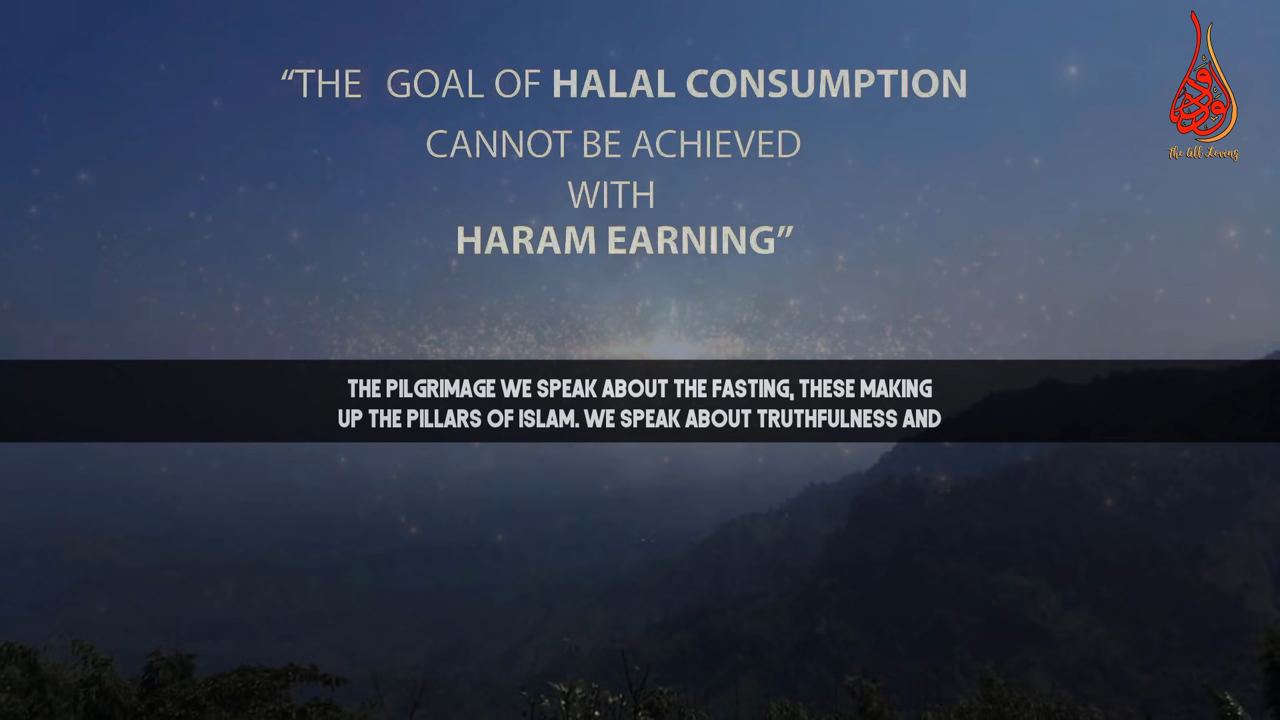 “THE GOAL OF HALAL CONSUMPTION
CANNOT BE ACHIEVED
WITH
HARAM EARNING”
The All Loving
THE PILGRIMAGE WE SPEAK ABOUT THE FASTING, THESE MAKING
UP THE PILLARS OF ISLAM. WE SPEAK ABOUT TRUTHFULNESS AND